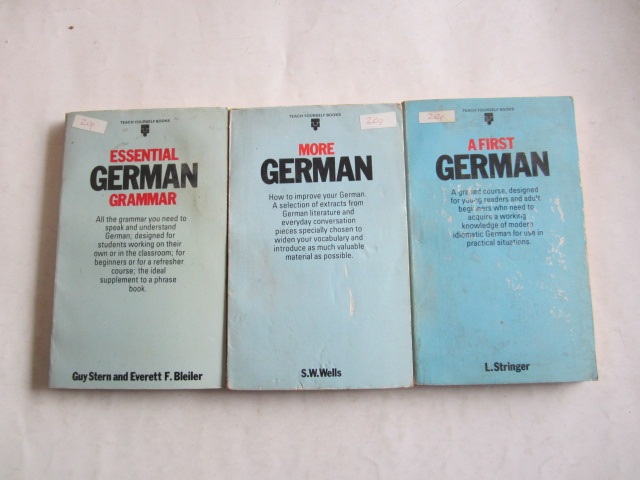 20p
TEACH YOURSELF BOOKS
ESSENTIAL
GERMAN
GRAMMAR
All the grammar you need to
speak and understand
German; designed for
students working on their
own or in the classroom; for
beginners or for a refresher
course; the ideal
supplement to a phrase
book.
Guy Stern and Everett F. Bleiler
TEACH YOURSELF BOOKS
20p
MORE
GERMAN
How to improve your German.
A selection of extracts from
German literature and
everyday conversation
pieces specially chosen to
widen your vocabulary and
introduce as much valuable
material as possible.
S.W. Wells
20p
TEACH YOURSELF BOOKS
A FIRST
GERMAN
A graded course, designed
for young readers and adult
beginners who need to
acquire a working
knowledge of modern
idiomatic German for use in
practical situations.
L. Stringer